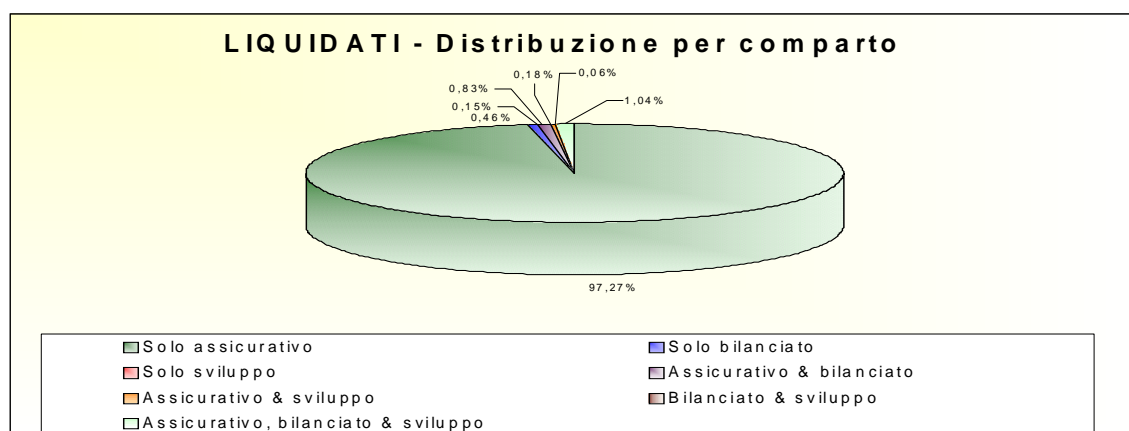 LIQUIDATI - Distribuzione per comparto
0,18%
0,06%
0,83%
1,04%
0,15%
0,46%
97,27%
Solo assicurativo
Solo bilanciato
Solo sviluppo
Assicurativo & bilanciato
Assicurativo & sviluppo
Bilanciato & sviluppo
Assicurativo, bilanciato & sviluppo